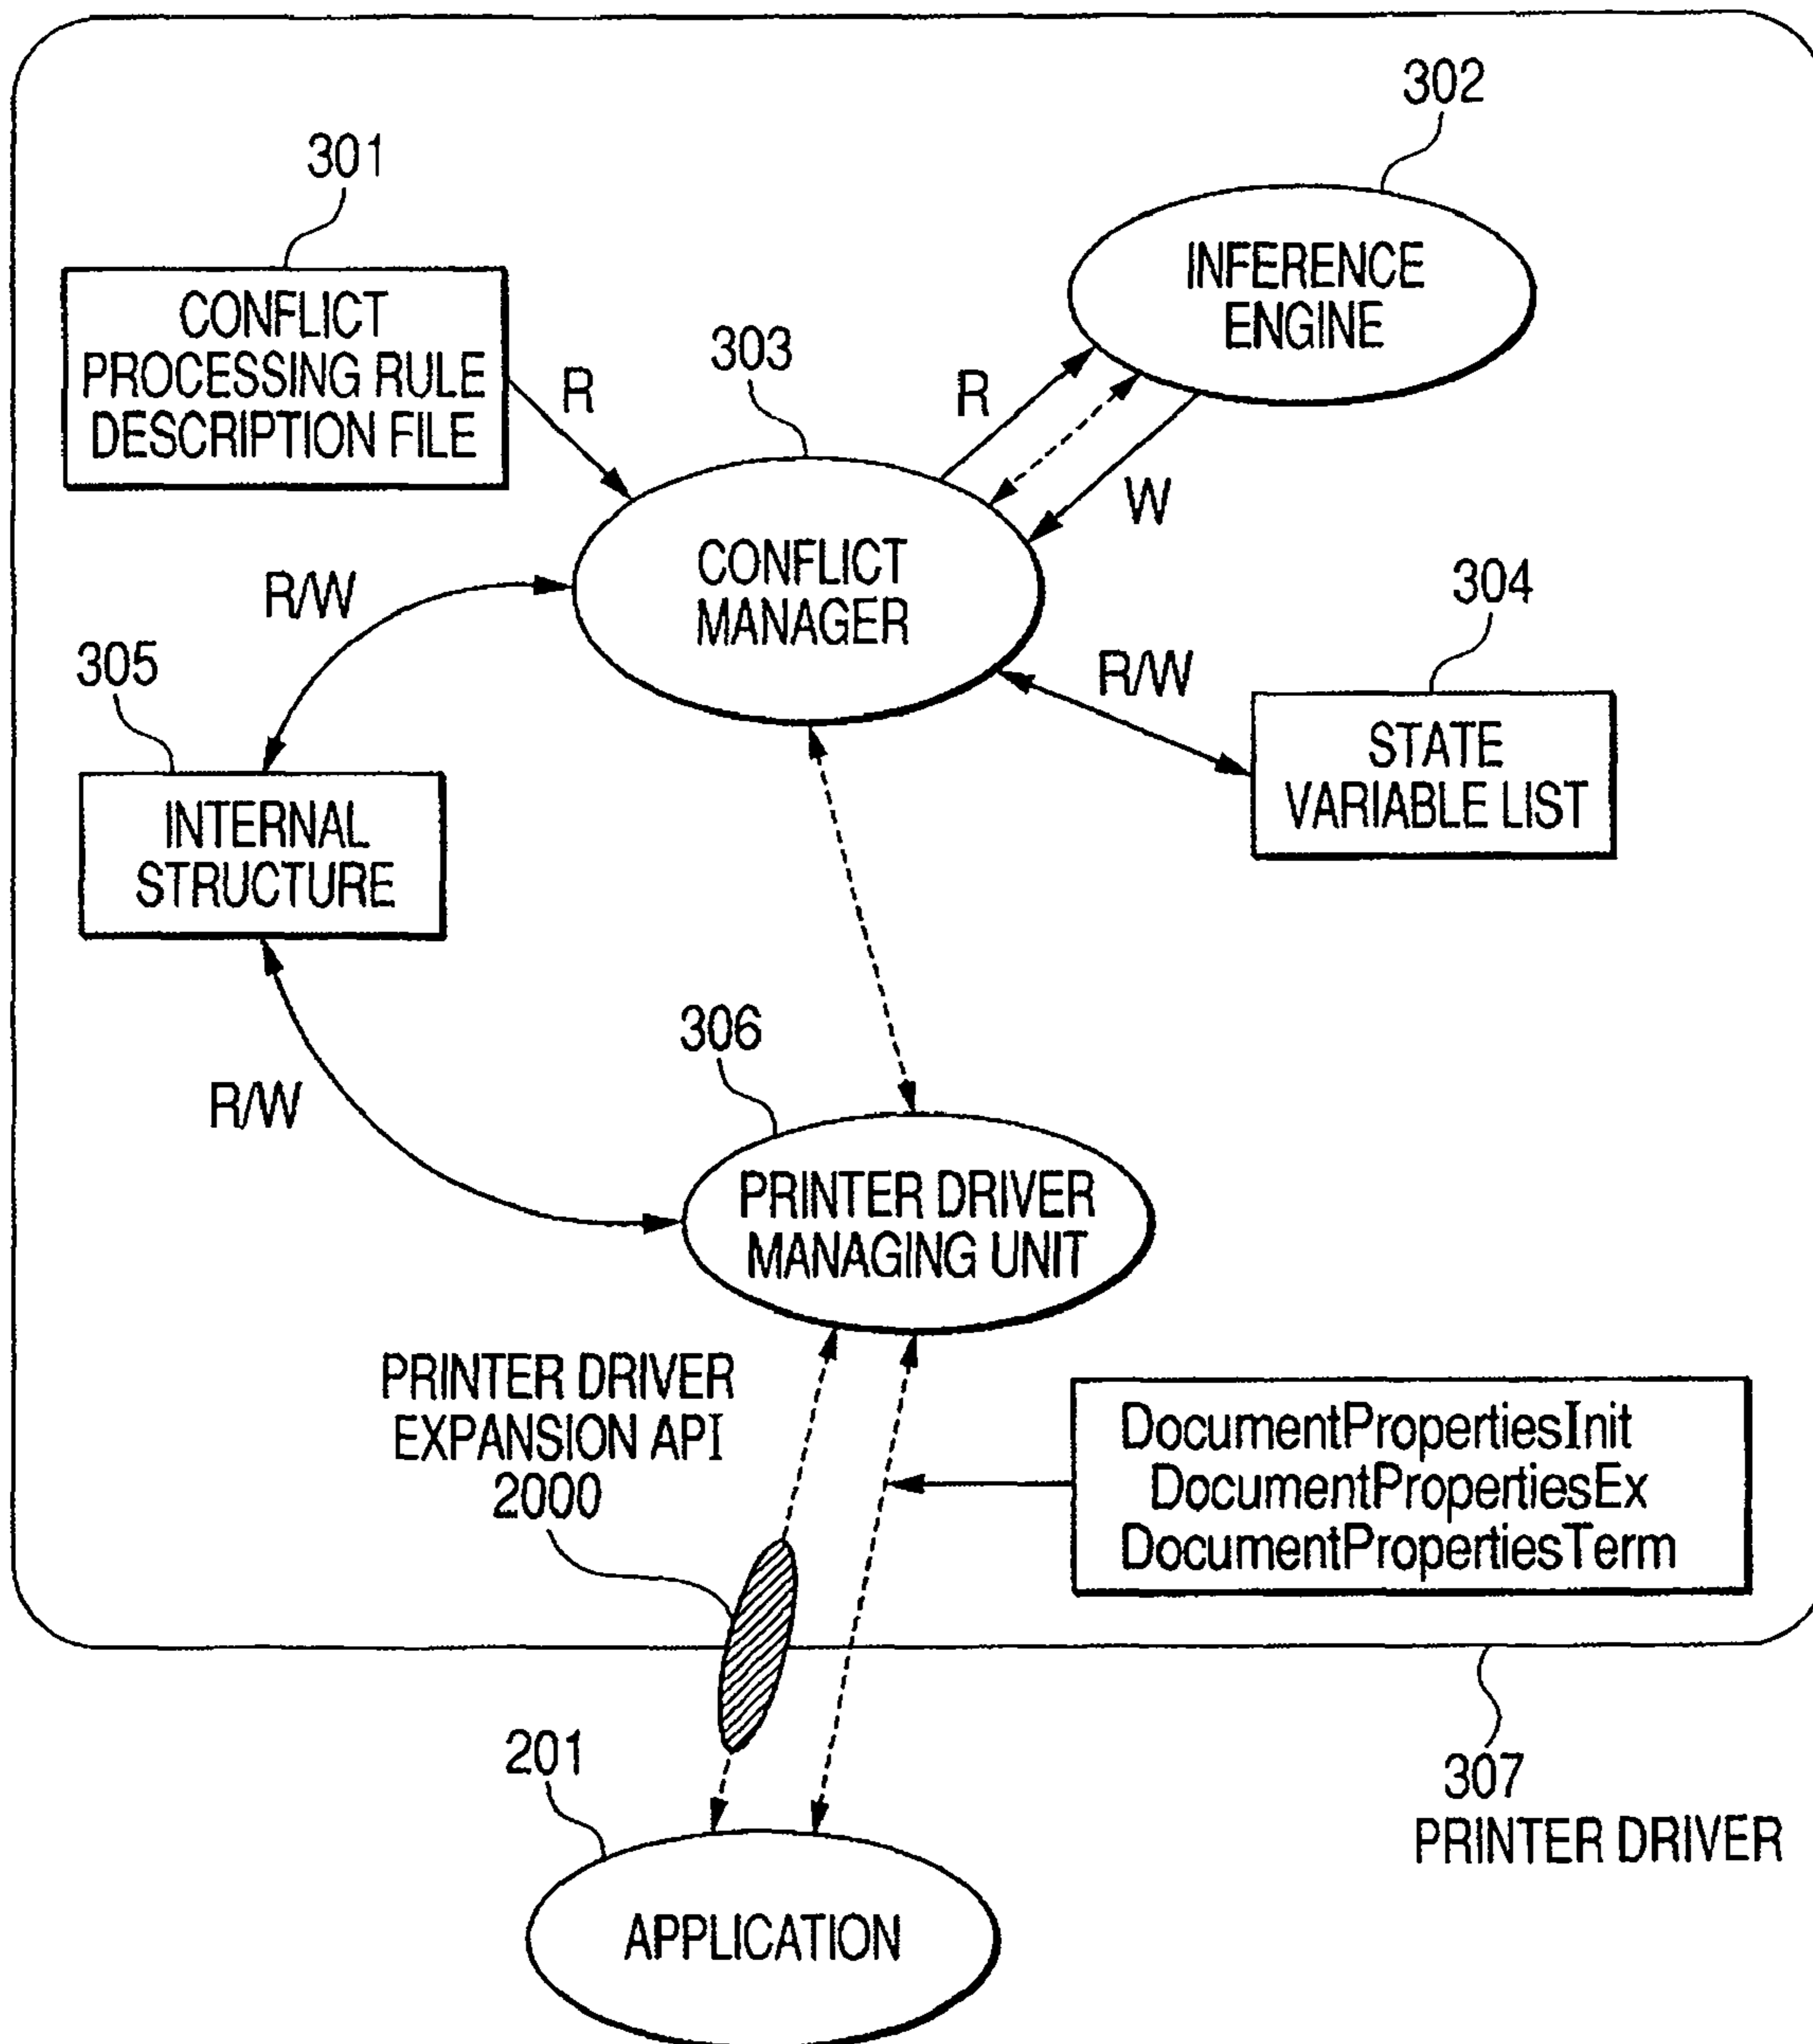 302
301
INFERENCE
ENGINE
CONFLICT
PROCESSING RULE
DESCRIPTION FILE
303
R
R
W
CONFLICT
MANAGER
304
R/W
305
R/W
STATE
VARIABLE LIST
INTERNAL
STRUCTURE
306
R/W
PRINTER DRIVER
MANAGING UNIT
PRINTER DRIVER
EXPANSION API
2000
DocumentPropertiesInit
DocumentPropertiesEx
DocumentPropertiesTerm
201
307
PRINTER DRIVER
APPLICATION